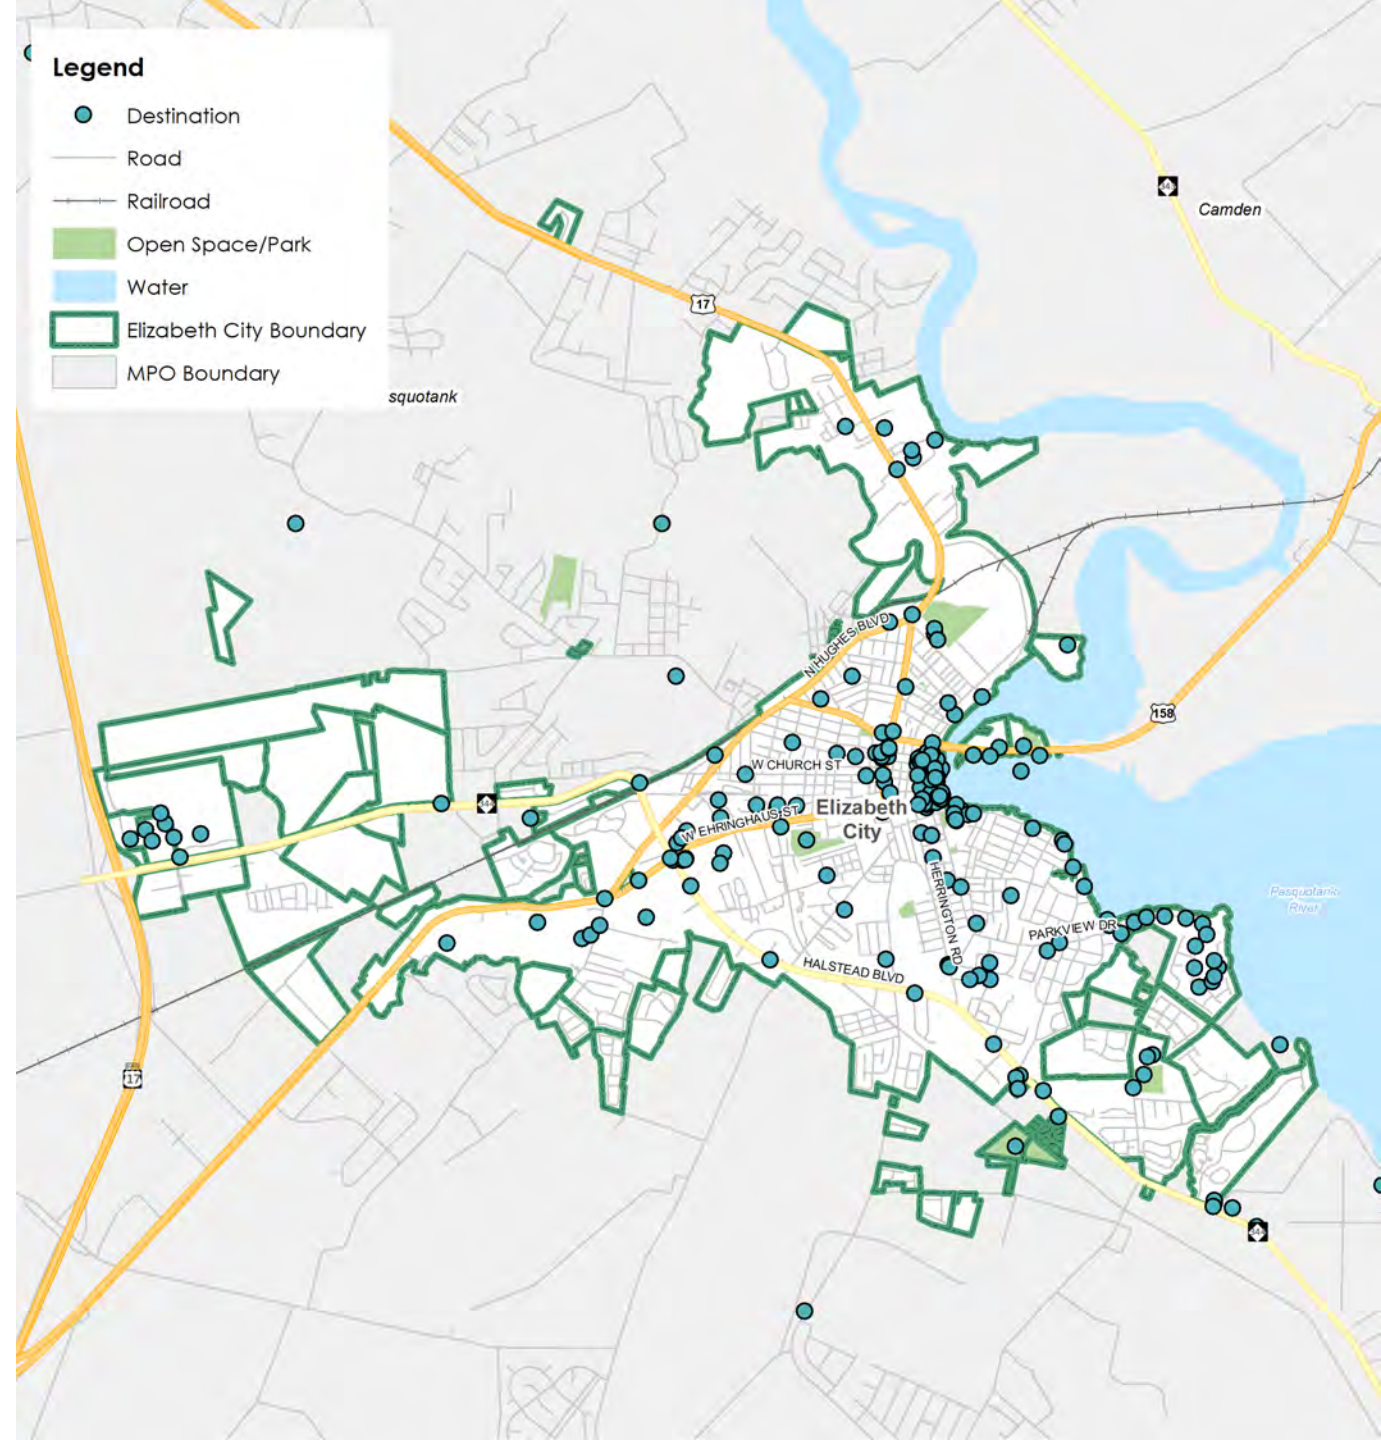 Legend
Destination
Road
Railroad
Open Space/Park
Water
Elizabeth City Boundary
MPO Boundary
squotank
Camden
17
N HUGHES BLVD
158
W CHURCH ST
Elizabeth
City
W EHRINGHAUS ST
HERRINGTON RD
Pasquotank
River
PARKVIEW DR
HALSTEAD BLVD
17